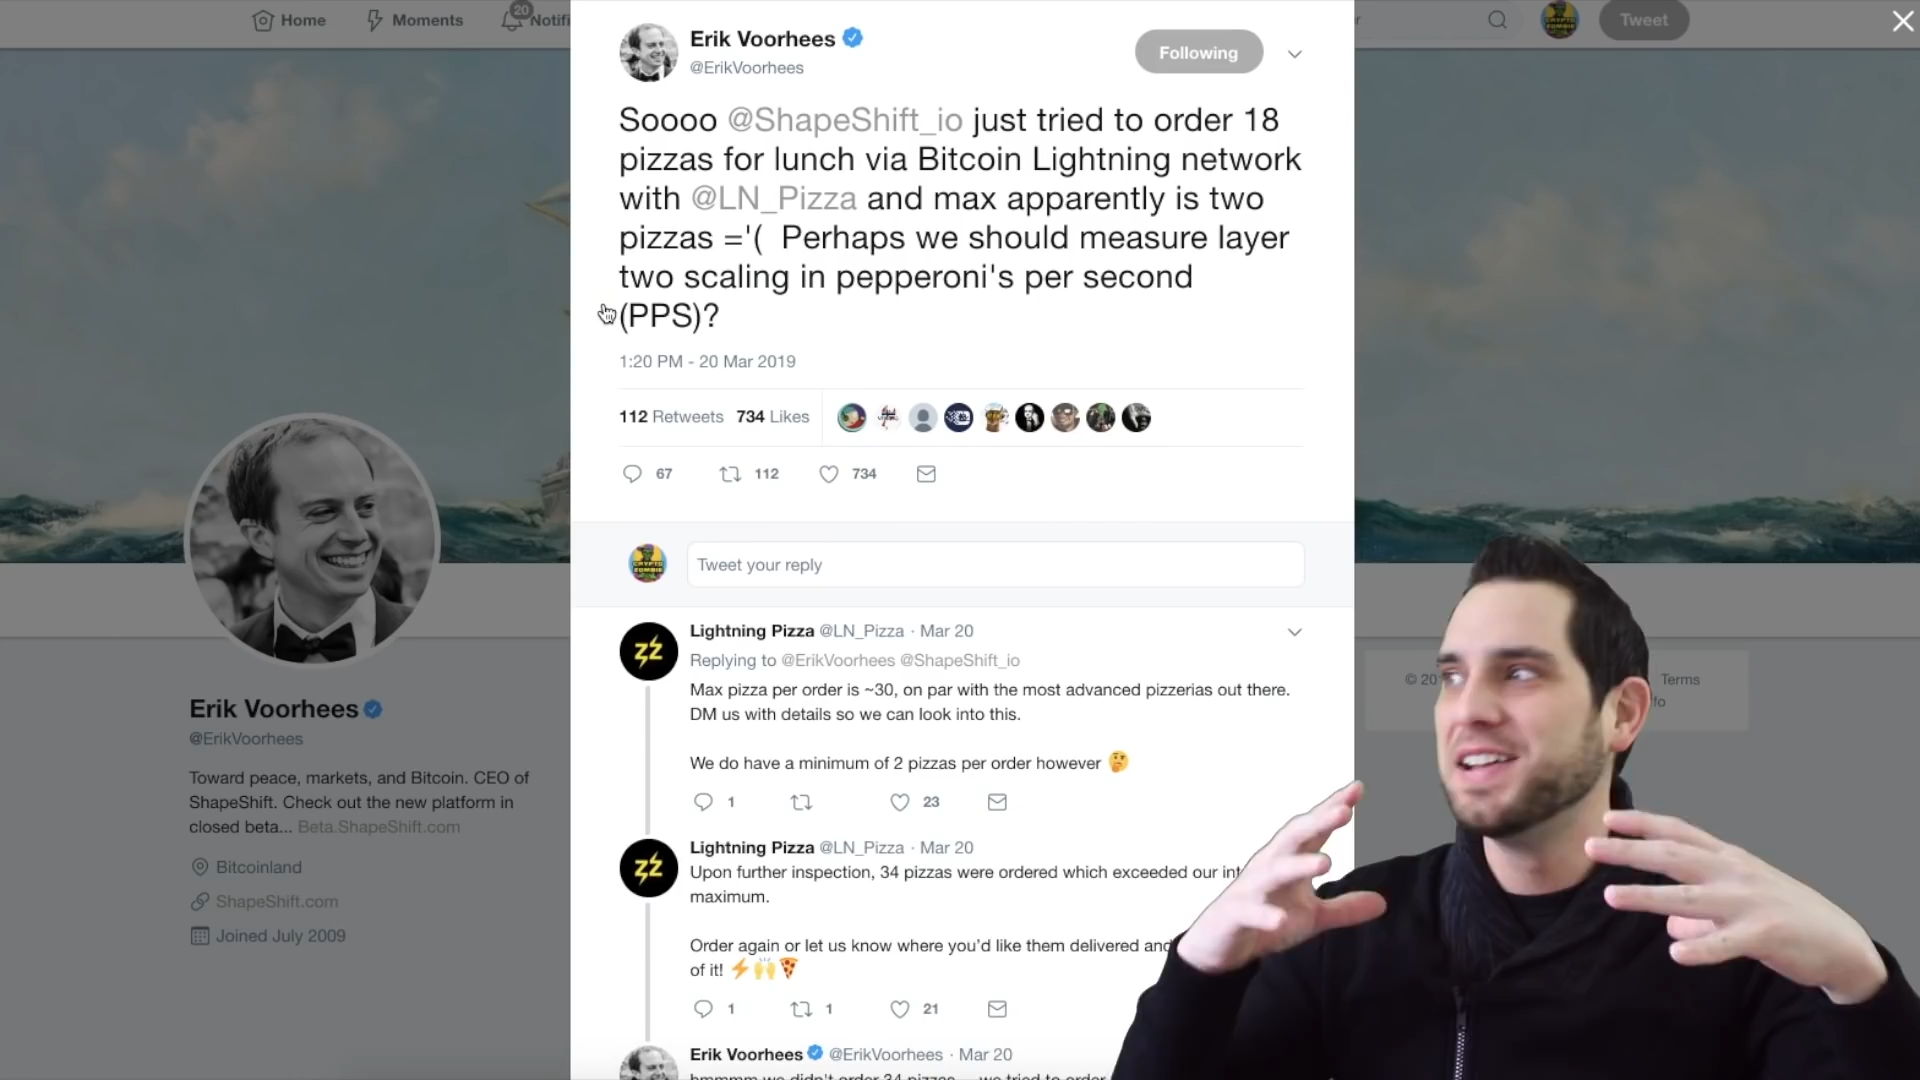 Home
Moments
20
Notifi
Tweet
Erik Voorhees
@ErikVoorhees
Following
Soooo @ShapeShift_io just tried to order 18
pizzas for lunch via Bitcoin Lightning network
with @LN_Pizza and max apparently is two
pizzas ='( Perhaps we should measure layer
two scaling in pepperoni's per second
(PPS)?
1:20 PM - 20 Mar 2019
112 Retweets 734 Likes
67 112 734
CRYPTO ZOMBIE
Tweet your reply
Lightning Pizza @LN_Pizza · Mar 20
Replying to @ErikVoorhees @ShapeShift_io
Max pizza per order is ~30, on par with the most advanced pizzerias out there.
DM us with details so we can look into this.
We do have a minimum of 2 pizzas per order however 🤔
1 23
Lightning Pizza @LN_Pizza · Mar 20
Upon further inspection, 34 pizzas were ordered which exceeded our int
maximum.
Order again or let us know where you'd like them delivered and
of it! ⚡🙌🍕
1 1 21
Erik Voorhees @ErikVoorhees · Mar 20
hmmmm we didn't order 34 pizzas
we tried to order
Erik Voorhees
@ErikVoorhees
Toward peace, markets, and Bitcoin. CEO of
ShapeShift. Check out the new platform in
closed beta... Beta.ShapeShift.com
Bitcoinland
ShapeShift.com
Joined July 2009
© 20
Terms
fo